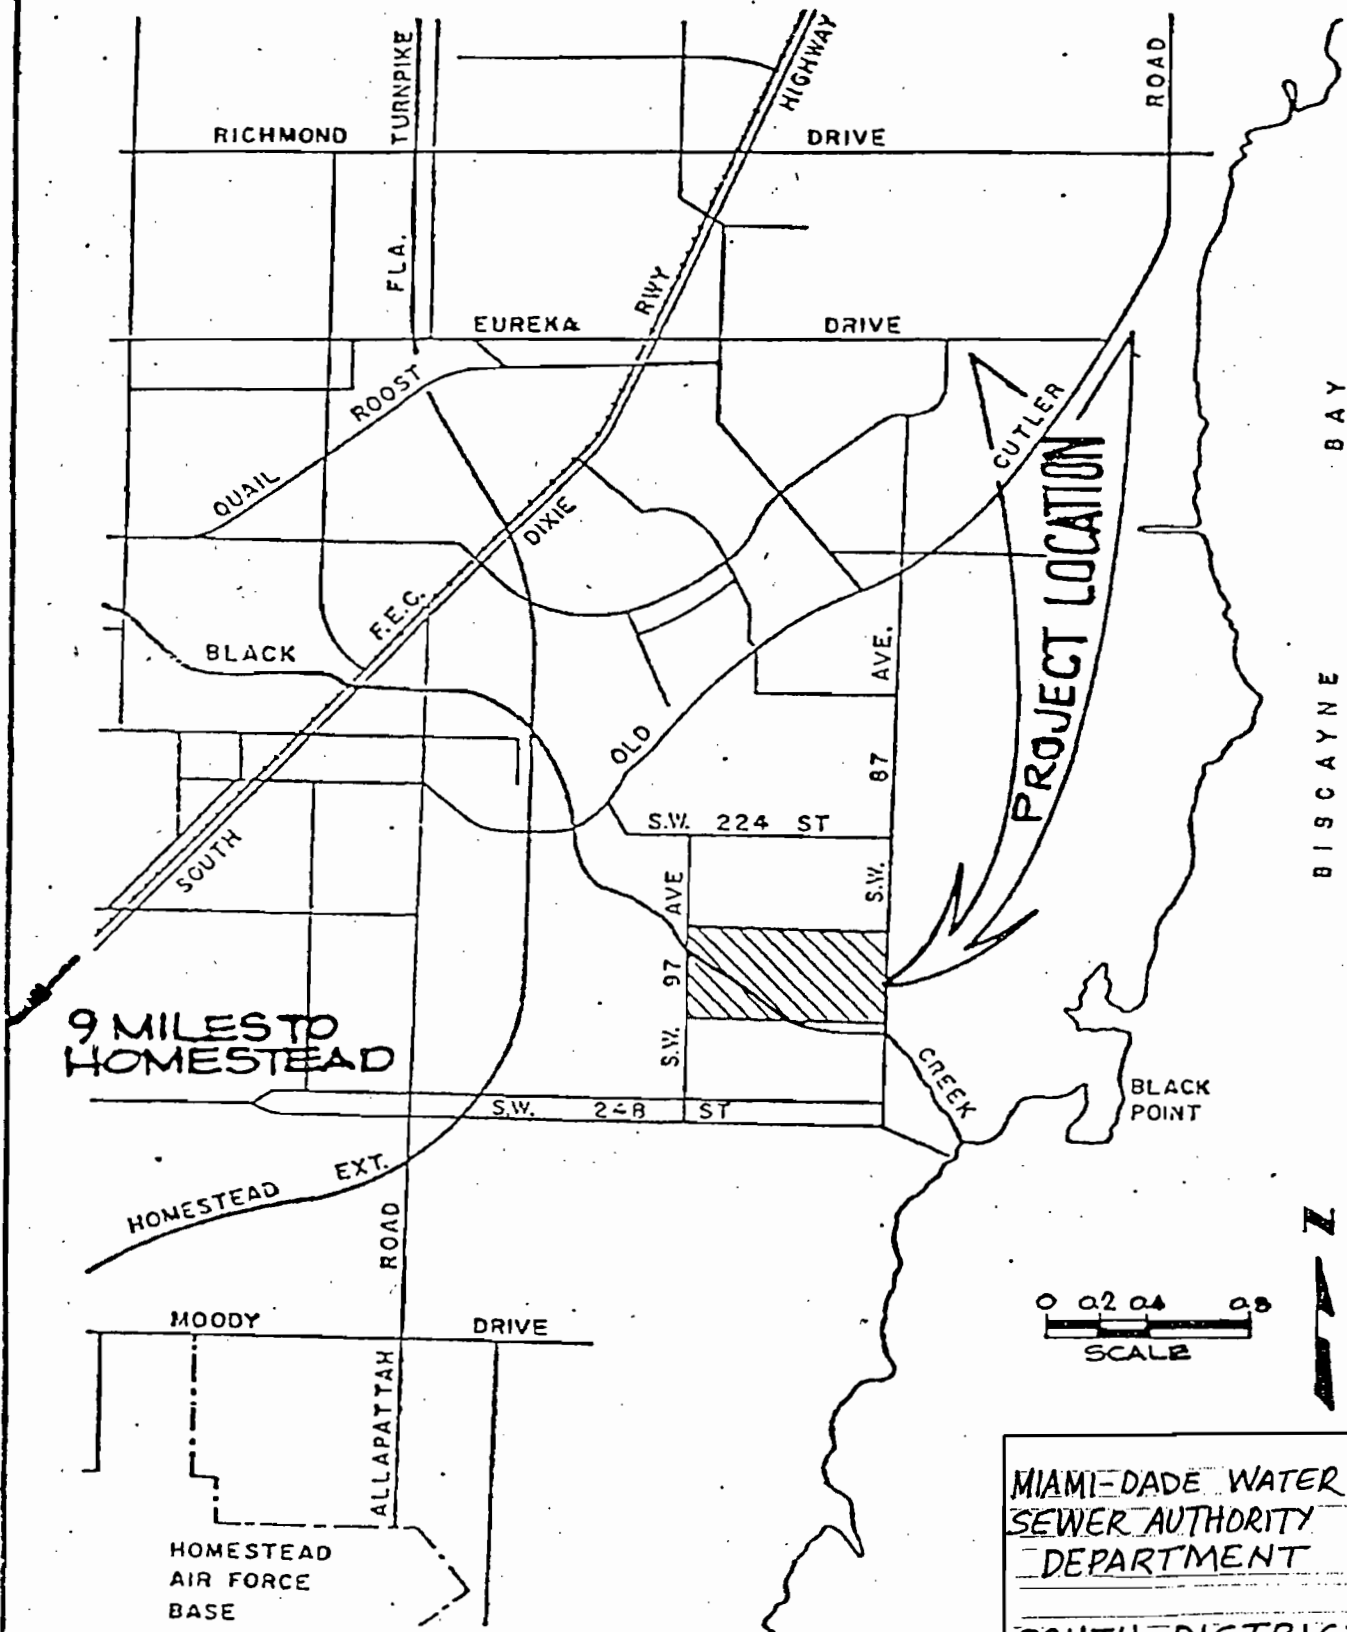 TURNPIKE
HIGHWAY
ROAD
RICHMOND DRIVE
FLA.
RWY
EUREKA DRIVE
ROOST
QUAIL
CUTLER
BAY
DIXIE
PROJECT LOCATION
F.E.C.
BLACK
AVE.
BISCAYNE
OLD
87
S.W. 224 ST
SOUTH
AVE
S.W.
97
9 MILES TO
HOMESTEAD
S.W.
CREEK
BLACK
POINT
S.W. 248 ST
EXT.
HOMESTEAD
ROAD
N
0 0.2 0.4 0.8
SCALE
MOODY DRIVE
ALLAPATTAH
HOMESTEAD
AIR FORCE
BASE
MIAMI-DADE WATER
SEWER AUTHORITY
DEPARTMENT
SOUTH DISTRICT